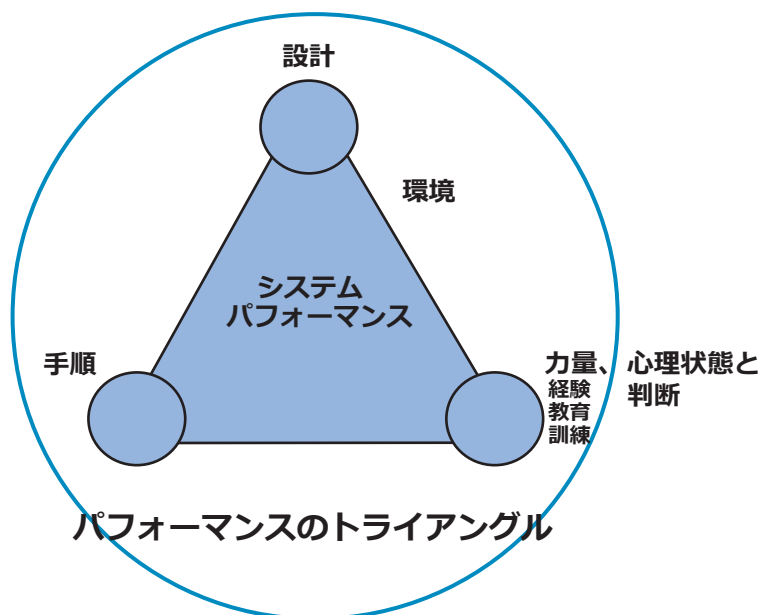 設計
環境
システム
パフォーマンス
手順
力量、心理状態と
判断
経験
教育
訓練
パフォーマンスのトライアングル